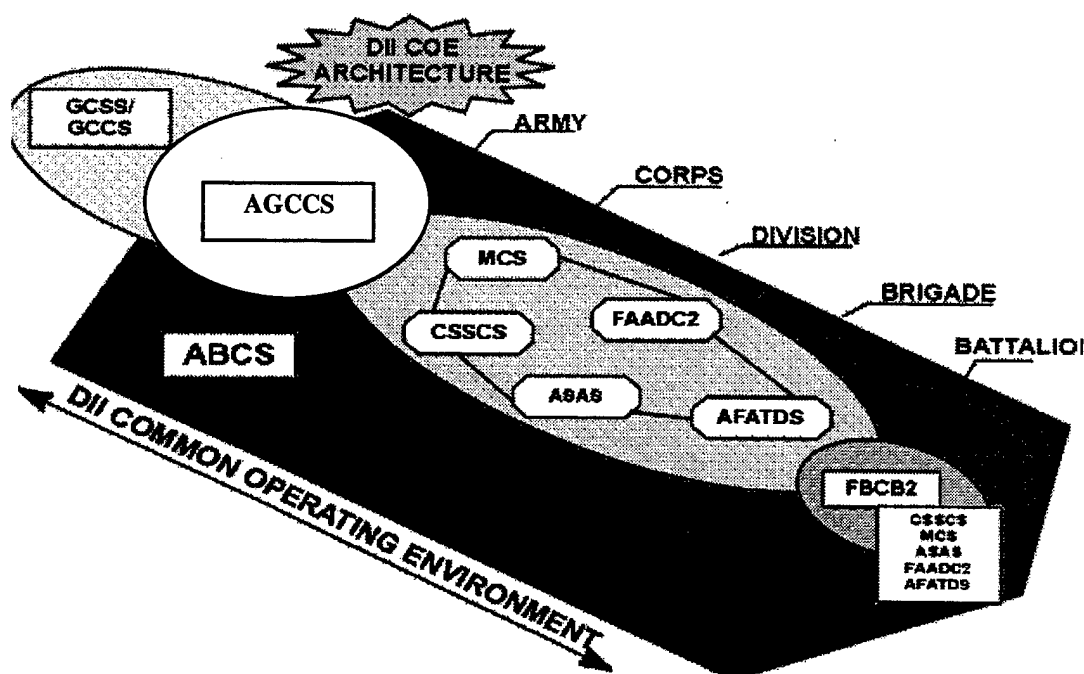 DII COE
ARCHITECTURE
GCSS/
GCCS
ARMY
AGCCS
CORPS
DIVISION
MCS
BRIGADE
FAADC2
CSSCS
BATTALION
ABCS
ASAS
AFATDS
DII COMMON OPERATING ENVIRONMENT
FBCB2
CSSCS
MCS
ASAS
FAADC2
AFATDS